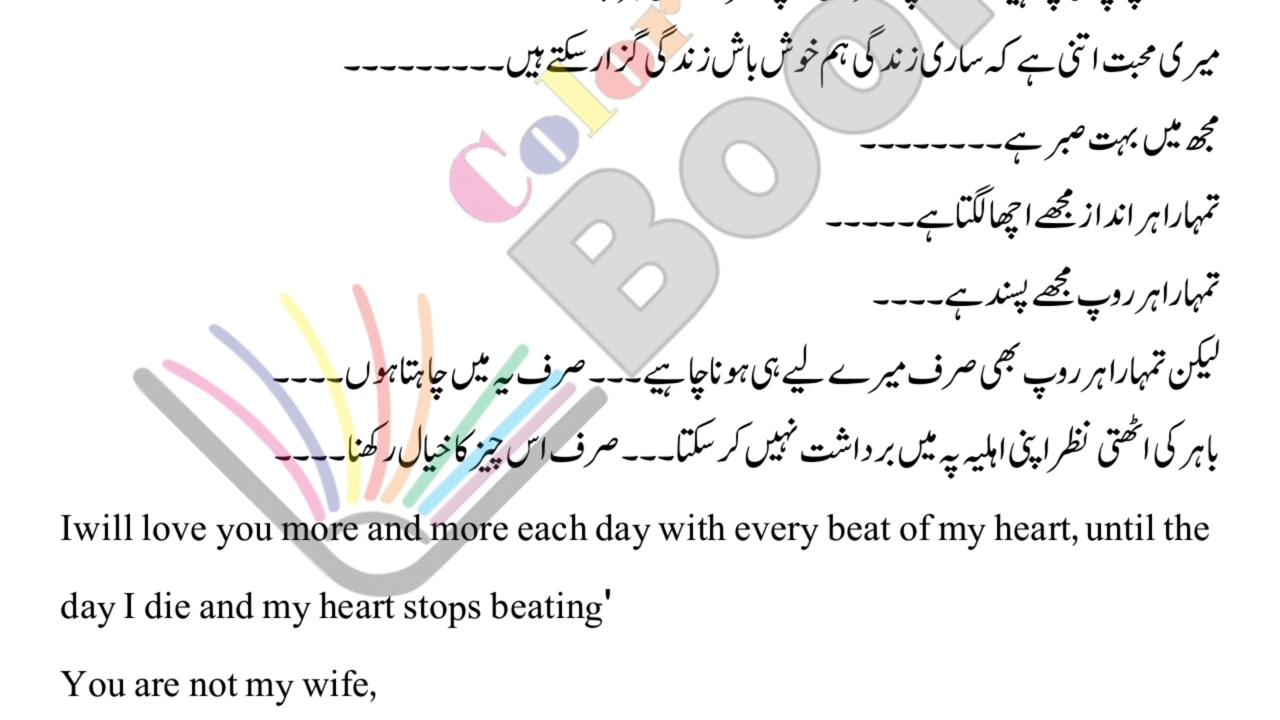 میری محبت اتنی ہے کہ ساری زندگی ہم خوش باش زندگی گزار سکتے ہیں۔۔۔۔۔۔۔۔۔
مجھ میں بہت صبر ہے۔۔۔۔۔۔۔۔
تمہارا ہر انداز مجھے اچھا لگتا ہے۔۔۔۔۔
تمہارا ہر روپ مجھے پسند ہے۔۔۔۔
لیکن تمہارا ہر روپ بھی صرف میرے لیے ہی ہونا چاہیے۔۔۔۔ صرف یہ میں چاہتا ہوں۔۔۔۔
باہر کی اٹھتی نظر اپنی اہلیہ پہ میں برداشت نہیں کر سکتا۔۔۔ صرف اس چیز کا خیال رکھنا۔۔۔۔
Iwill love you more and more each day with every beat of my heart, until the
day I die and my heart stops beating'
You are not my wife,
Color